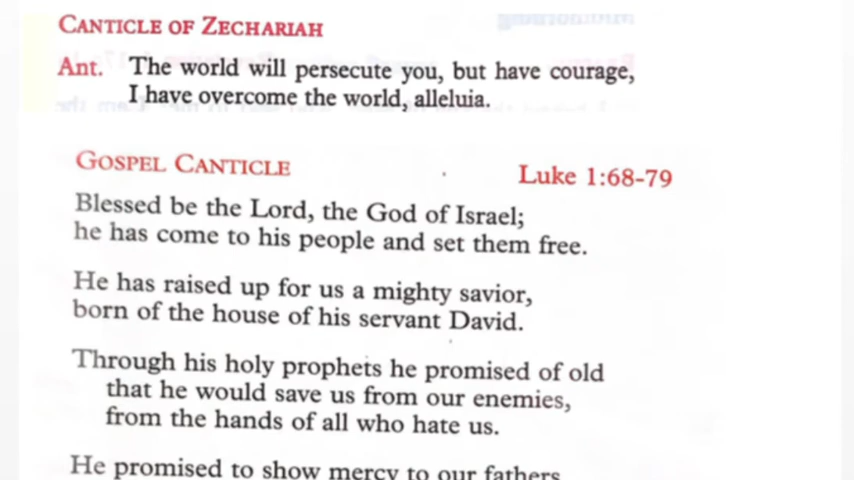 CANTICLE OF ZECHARIAH
Ant. The world will persecute you, but have courage,
I have overcome the world, alleluia.
GOSPEL CANTICLE Luke 1:68-79
Blessed be the Lord, the God of Israel;
he has come to his people and set them free.
He has raised up for us a mighty savior,
born of the house of his servant David.
Through his holy prophets he promised of old
that he would save us from our enemies,
from the hands of all who hate us.
He promised to show mercy to our fathers